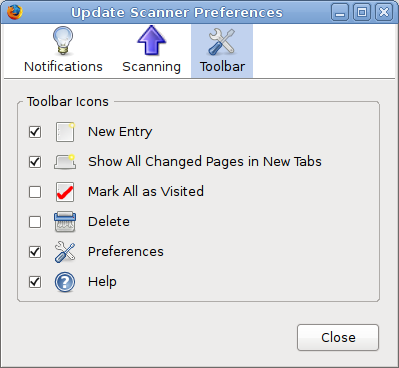 Update Scanner Preferences
Notifications Scanning Toolbar
Toolbar Icons
New Entry
Show All Changed Pages in New Tabs
Mark All as Visited
Delete
Preferences
Help
Close